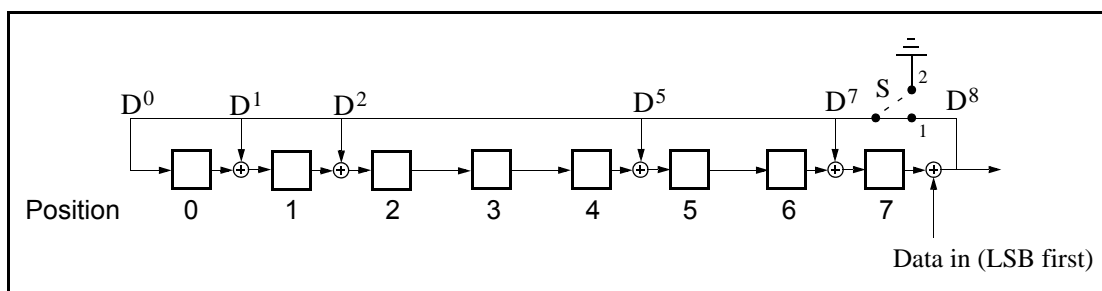 2
S
D⁰ D¹ D² D⁵ D⁷ D⁸
1
Position 0 1 2 3 4 5 6 7
Data in (LSB first)